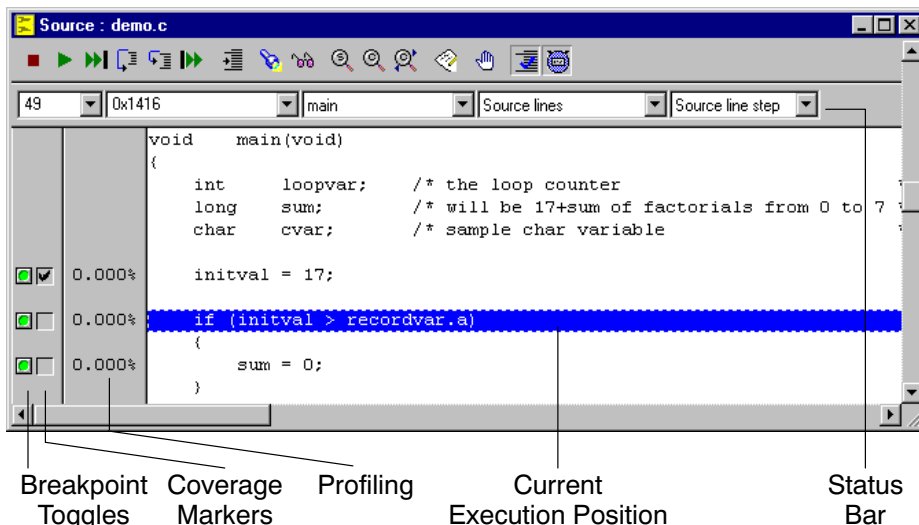 Source : demo.c
49 0x1416 main Source lines Source line step
void main(void)
{
int loopvar; /* the loop counter *
long sum; /* will be 17+sum of factorials from 0 to 7 *
char cvar; /* sample char variable *
0.000% initval = 17;
0.000% if (initval > recordvar.a)
{
0.000% sum = 0;
}
Breakpoint Toggles
Coverage Markers
Profiling
Current Execution Position
Status Bar